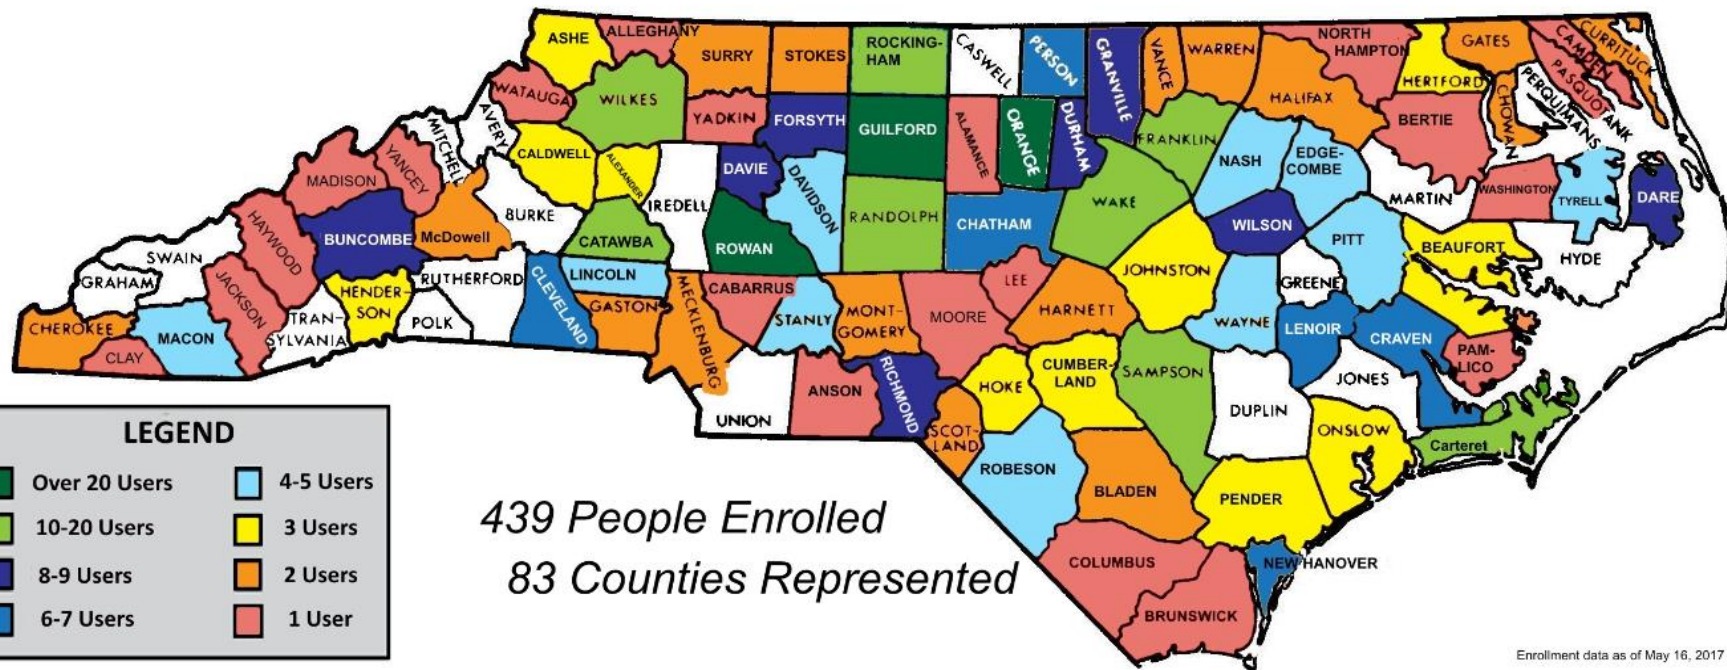 ASHE
ALLEGHANY
SURRY
STOKES
ROCKING-
HAM
CASWELL
PERSON
GRANVILLE
VANCE
WARREN
NORTH
HAMPTON
HERTFORD
GATES
CAMDEN
CURRITUCK
PASQUOTANK
PERQUIMANS
CHOWAN
WATAUGA
WILKES
YADKIN
FORSYTH
GUILFORD
ALAMANCE
ORANGE
DURHAM
FRANKLIN
HALIFAX
BERTIE
MITCHELL
AVERY
CALDWELL
ALEXANDER
DAVIE
DAVIDSON
NASH
EDGE-
COMBE
MARTIN
WASHINGTON
TYRELL
DARE
MADISON
YANCEY
BURKE
IREDELL
RANDOLPH
CHATHAM
WAKE
WILSON
PITT
BEAUFORT
HYDE
HAYWOOD
BUNCOMBE
McDowell
CATAWBA
ROWAN
SWAIN
GRAHAM
JACKSON
HENDER-
SON
RUTHERFORD
CLEVELAND
LINCOLN
GASTON
MECKLENBURG
CABARRUS
STANLY
MONT-
GOMERY
MOORE
LEE
HARNETT
JOHNSTON
WAYNE
GREENE
LENOIR
CRAVEN
PAM-
LICO
CHEROKEE
CLAY
MACON
TRAN-
SYLVANIA
POLK
UNION
ANSON
RICHMOND
SCOT-
LAND
HOKE
CUMBER-
LAND
SAMPSON
DUPLIN
JONES
ONSLOW
Carteret
ROBESON
BLADEN
PENDER
COLUMBUS
NEW HANOVER
BRUNSWICK
LEGEND
Over 20 Users
4-5 Users
10-20 Users
3 Users
8-9 Users
2 Users
6-7 Users
1 User
439 People Enrolled
83 Counties Represented
Enrollment data as of May 16, 2017